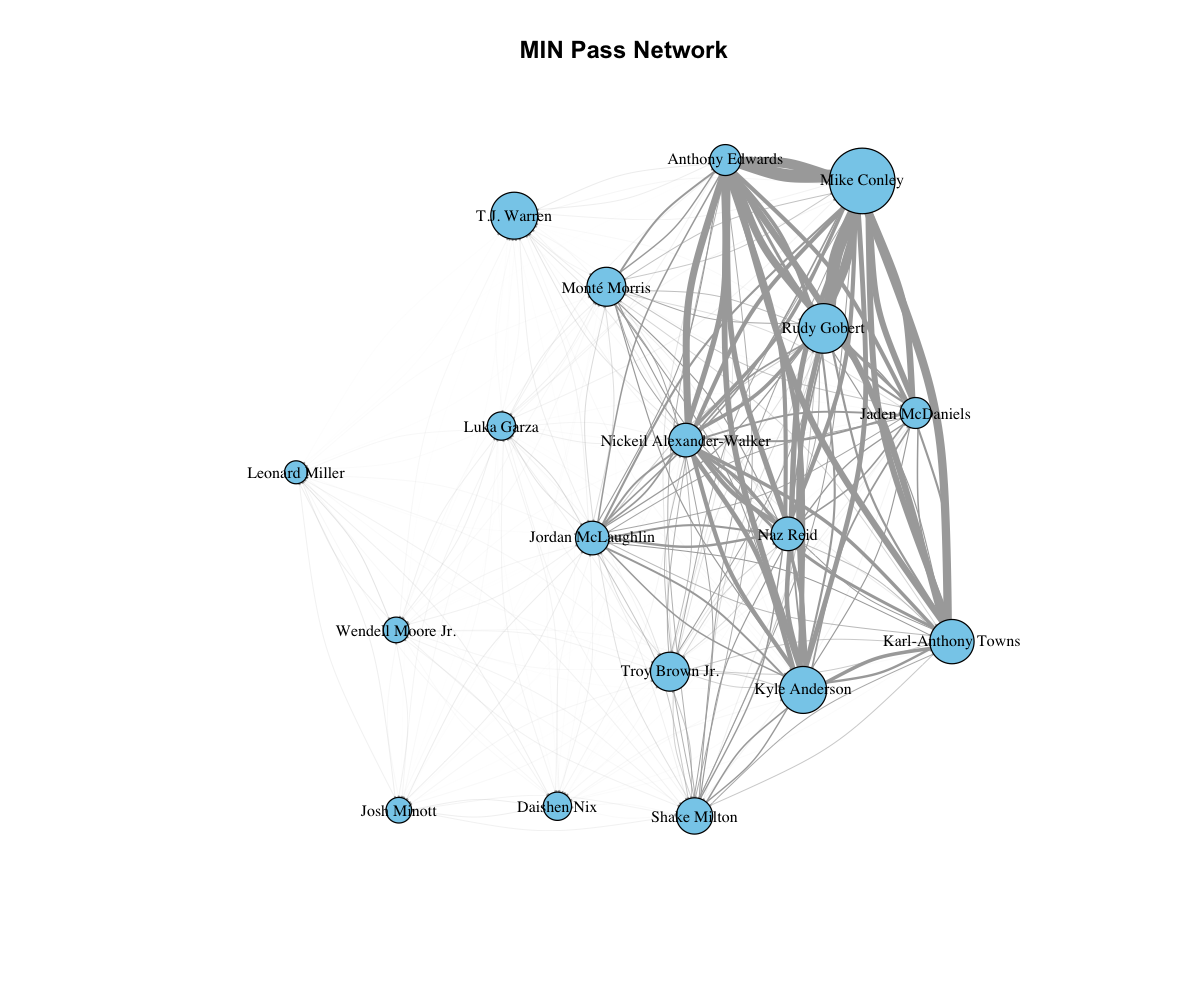 MIN Pass Network
Anthony Edwards
Mike Conley
T.J. Warren
Monté Morris
Rudy Gobert
Jaden McDaniels
Luka Garza
Nickeil Alexander-Walker
Leonard Miller
Jordan McLaughlin
Naz Reid
Wendell Moore Jr.
Karl-Anthony Towns
Troy Brown Jr.
Kyle Anderson
Josh Minott
Daishen Nix
Shake Milton